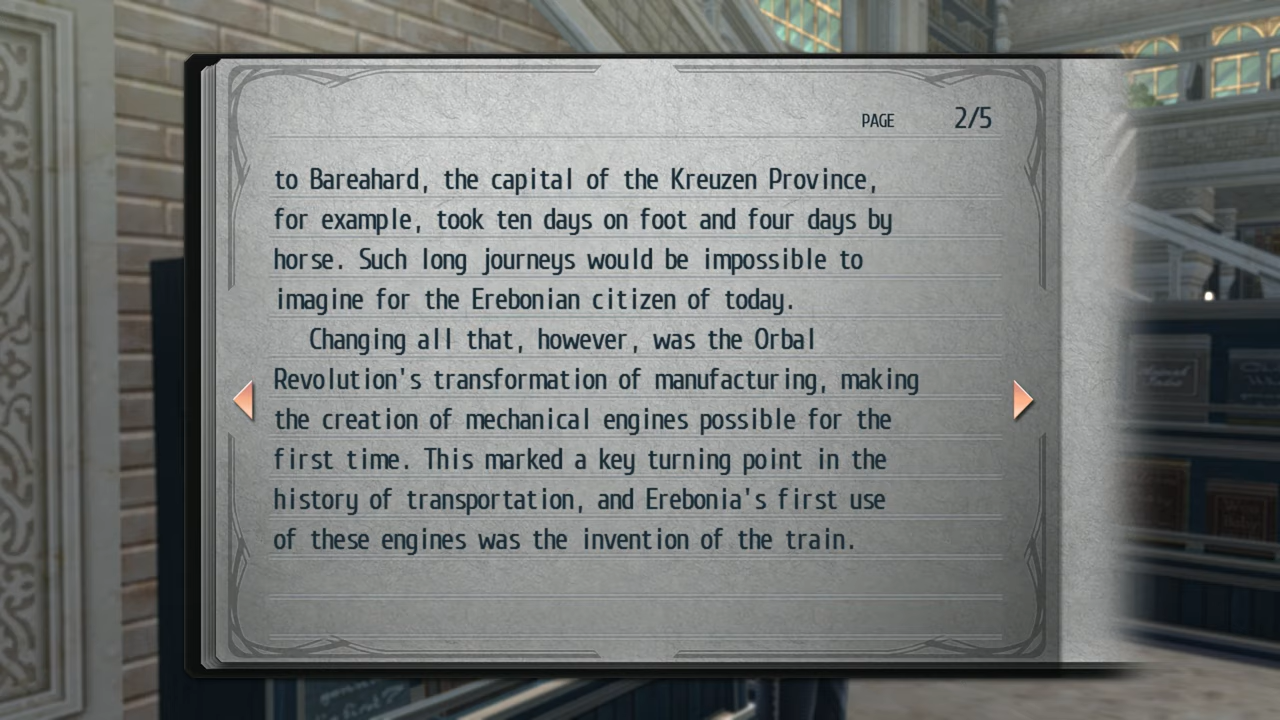 PAGE 2/5
to Bareahard, the capital of the Kreuzen Province,
for example, took ten days on foot and four days by
horse. Such long journeys would be impossible to
imagine for the Erebonian citizen of today.
Changing all that, however, was the Orbal
Revolution's transformation of manufacturing, making
the creation of mechanical engines possible for the
first time. This marked a key turning point in the
history of transportation, and Erebonia's first use
of these engines was the invention of the train.